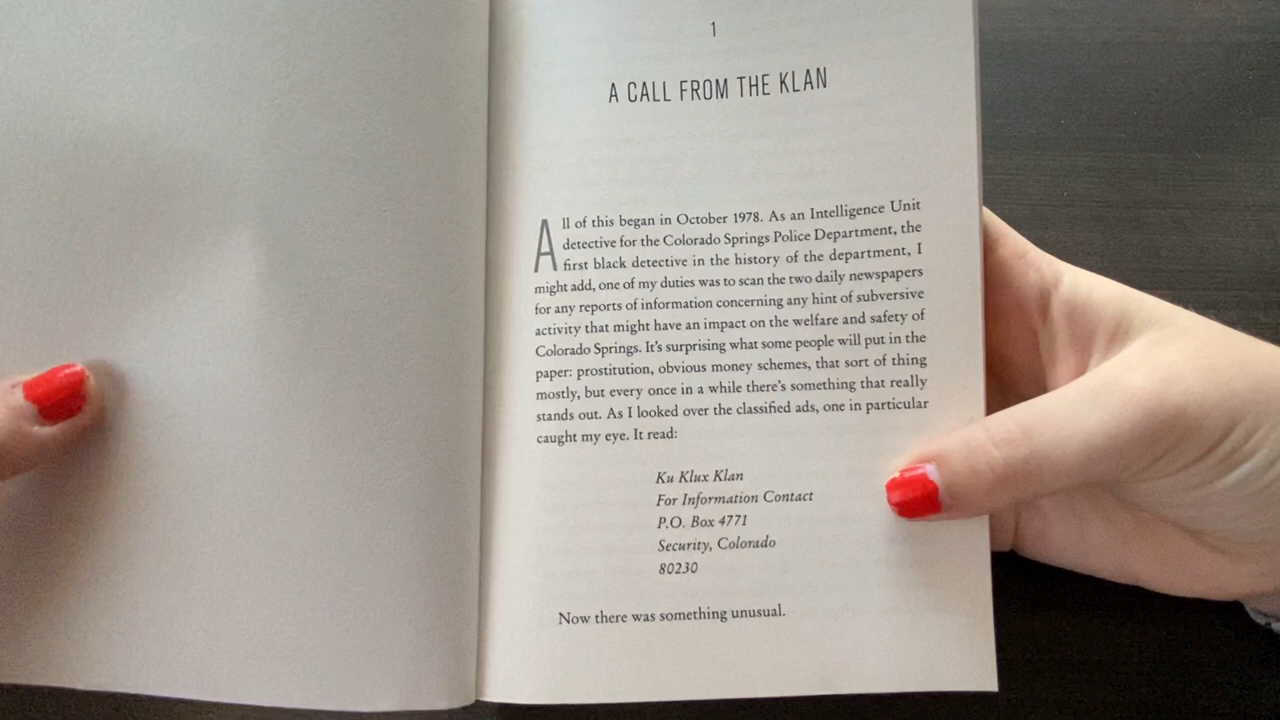 1
A CALL FROM THE KLAN
All of this began in October 1978. As an Intelligence Unit
detective for the Colorado Springs Police Department, the
first black detective in the history of the department, I
might add, one of my duties was to scan the two daily newspapers
for any reports of information concerning any hint of subversive
activity that might have an impact on the welfare and safety of
Colorado Springs. It's surprising what some people will put in the
paper: prostitution, obvious money schemes, that sort of thing
mostly, but every once in a while there's something that really
stands out. As I looked over the classified ads, one in particular
caught my eye. It read:
Ku Klux Klan
For Information Contact
P.O. Box 4771
Security, Colorado
80230
Now there was something unusual.